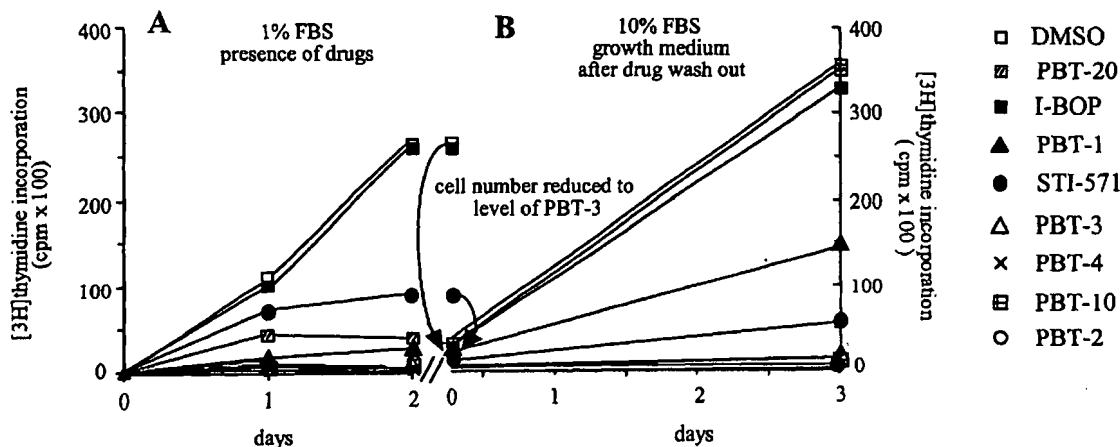 A
1% FBS
presence of drugs
B
10% FBS
growth medium
after drug wash out
[3H]thymidine incorporation
(cpm x 100)
400
300
200
100
0
0
1
2
days
cell number reduced to
level of PBT-3
0
1
2
3
days
400
300
200
150
100
0
[3H]thymidine incorporation
(cpm x 100)
DMSO
PBT-20
I-BOP
PBT-1
STI-571
PBT-3
PBT-4
PBT-10
PBT-2